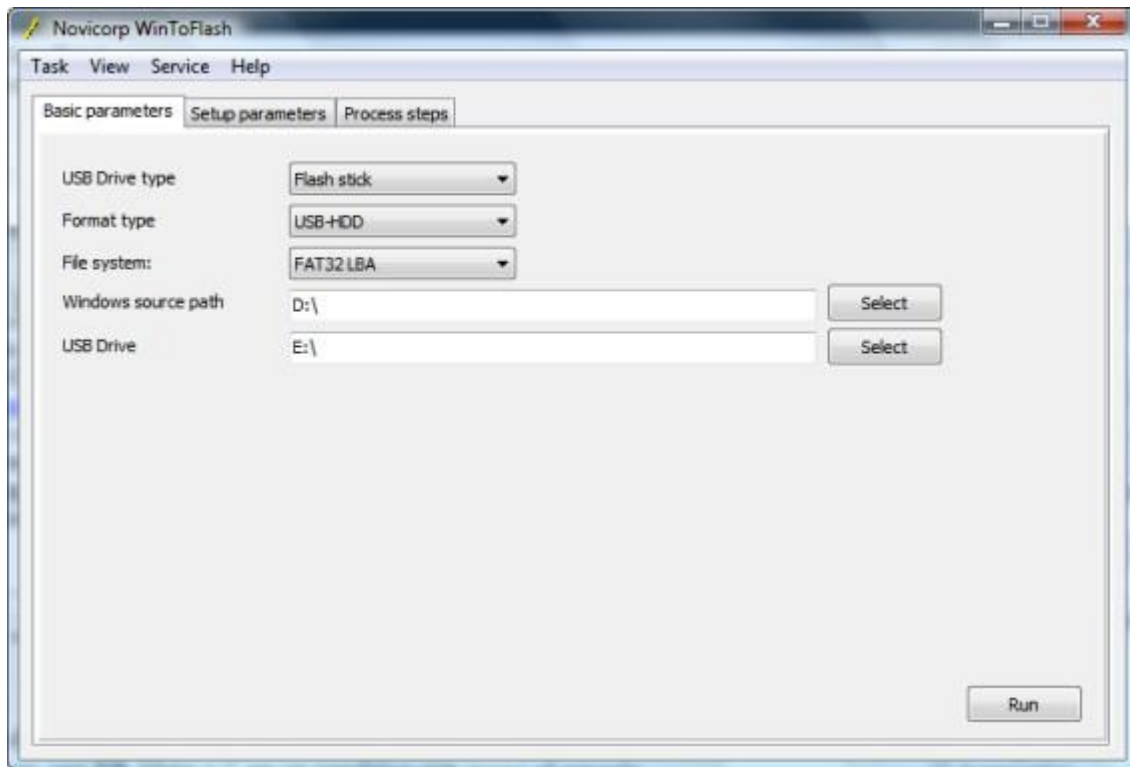 Novicorp WinToFlash
Task View Service Help
Basic parameters Setup parameters Process steps
USB Drive type Flash stick
Format type USB-HDD
File system: FAT32 LBA
Windows source path D:\ Select
USB Drive E:\ Select
Run